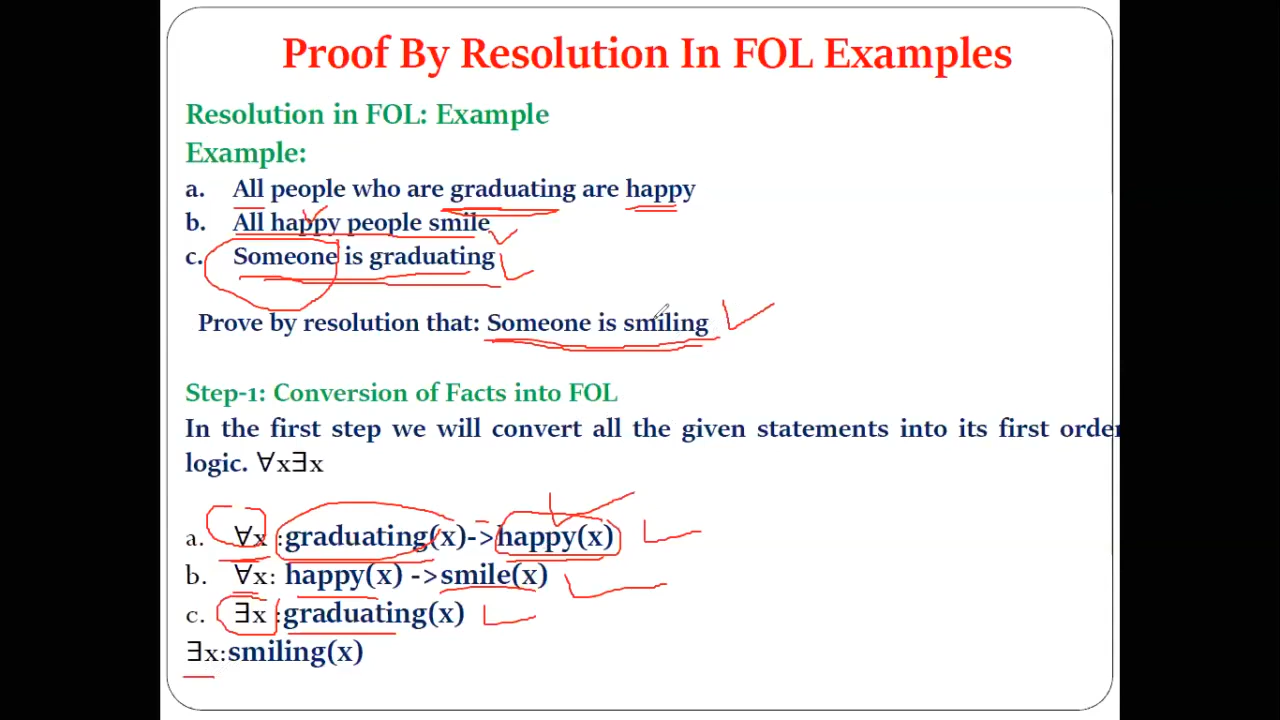 Proof By Resolution In FOL Examples
Resolution in FOL: Example
Example:
a. All people who are graduating are happy
b. All happy people smile
c. Someone is graduating
Prove by resolution that: Someone is smiling
Step-1: Conversion of Facts into FOL
In the first step we will convert all the given statements into its first order
logic. ∀x∃x
a. ∀x :graduating(x)->happy(x)
b. ∀x: happy(x) ->smile(x)
c. ∃x :graduating(x)
∃x:smiling(x)